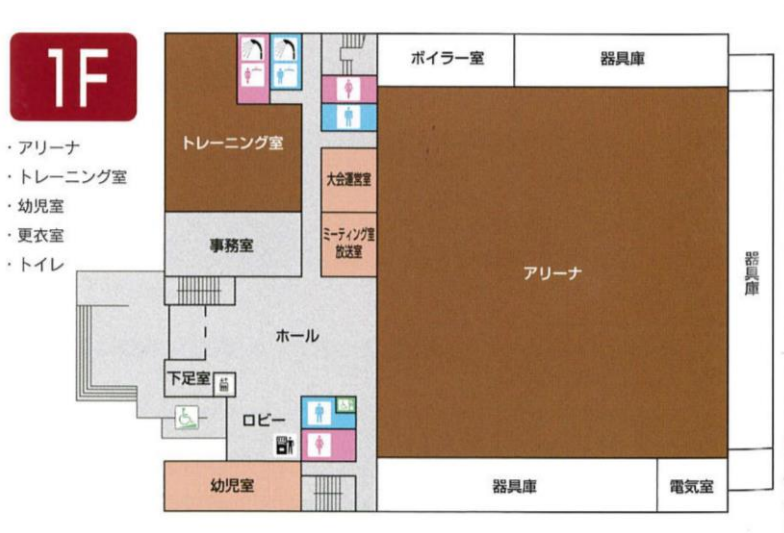 1F
・アリーナ
・トレーニング室
・幼児室
・更衣室
・トイレ
ボイラー室
器具庫
トレーニング室
大会運営室
事務室
ミーティング室
放送室
アリーナ
器具庫
ホール
下足室
ロビー
幼児室
器具庫
電気室